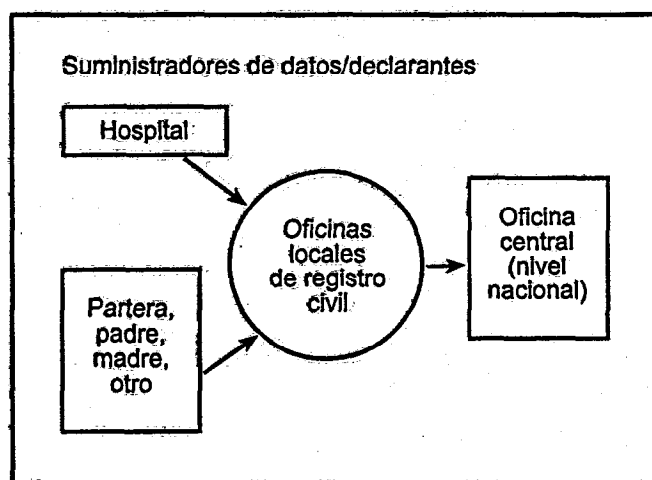 Suministradores de datos/declarantes
Hospital
Oficinas
locales
de registro
civil
Oficina
central
(nivel
nacional)
Partera,
padre,
madre,
otro